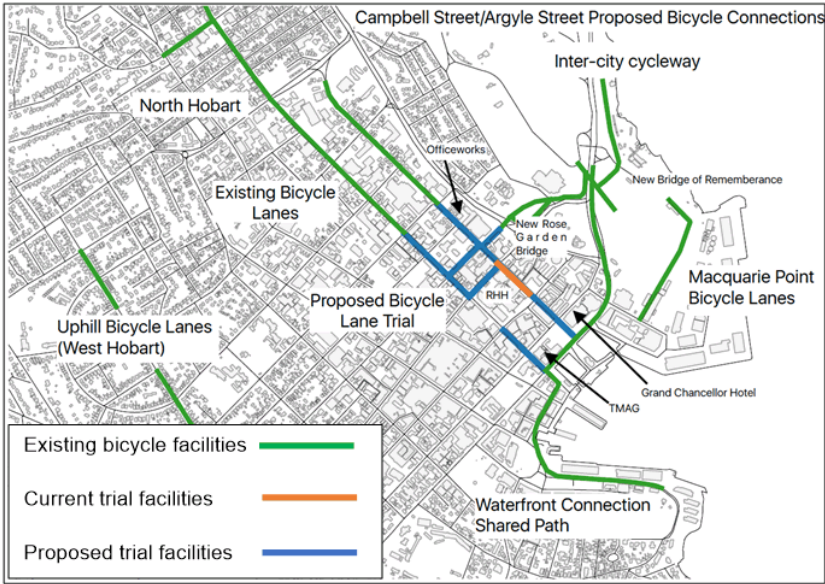 Campbell Street/Argyle Street Proposed Bicycle Connections
Inter-city cycleway
North Hobart
Officeworks
New Bridge of Rememberance
Existing Bicycle
Lanes
New Rose
Garden
Bridge
Macquarie Point
Bicycle Lanes
Proposed Bicycle
Lane Trial
RHH
Uphill Bicycle Lanes
(West Hobart)
Grand Chancellor Hotel
TMAG
Existing bicycle facilities
Current trial facilities
Proposed trial facilities
Waterfront Connection
Shared Path